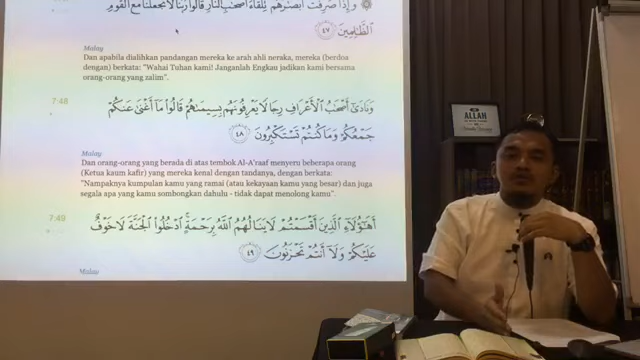 وَإِذَا صُرِفَتْ أَبْصَٰرُهُمْ تِلْقَآءَ أَصْحَٰبِ ٱلنَّارِ قَالُوا۟ رَبَّنَا لَا تَجْعَلْنَا مَعَ ٱلْقَوْمِ
ٱلظَّٰلِمِينَ ٤٧
Malay
Dan apabila dialihkan pandangan mereka ke arah ahli neraka, mereka (berdoa
dengan) berkata: "Wahai Tuhan kami! Janganlah Engkau jadikan kami bersama
orang-orang yang zalim".
7:48
وَنَادَىٰٓ أَصْحَٰبُ ٱلْأَعْرَافِ رِجَالًا يَعْرِفُونَهُم بِسِيمَىٰهُمْ قَالُوا۟ مَآ أَغْنَىٰ عَنكُمْ
جَمْعُكُمْ وَمَا كُنتُمْ تَسْتَكْبِرُونَ ٤٨
Malay
Dan orang-orang yang berada di atas tembok Al-A'raaf menyeru beberapa orang
(Ketua kaum kafir) yang mereka kenal dengan tandanya, dengan berkata:
"Nampaknya kumpulan kamu yang ramai (atau kekayaan kamu yang besar) dan juga
segala apa yang kamu sombongkan dahulu - tidak dapat menolong kamu".
7:49
أَهَٰٓؤُلَآءِ ٱلَّذِينَ أَقْسَمْتُمْ لَا يَنَالُهُمُ ٱللَّهُ بِرَحْمَةٍ ٱدْخُلُوا۟ ٱلْجَنَّةَ لَا خَوْفٌ
عَلَيْكُمْ وَلَآ أَنتُمْ تَحْزَنُونَ ٤٩
Malay
ALLAH